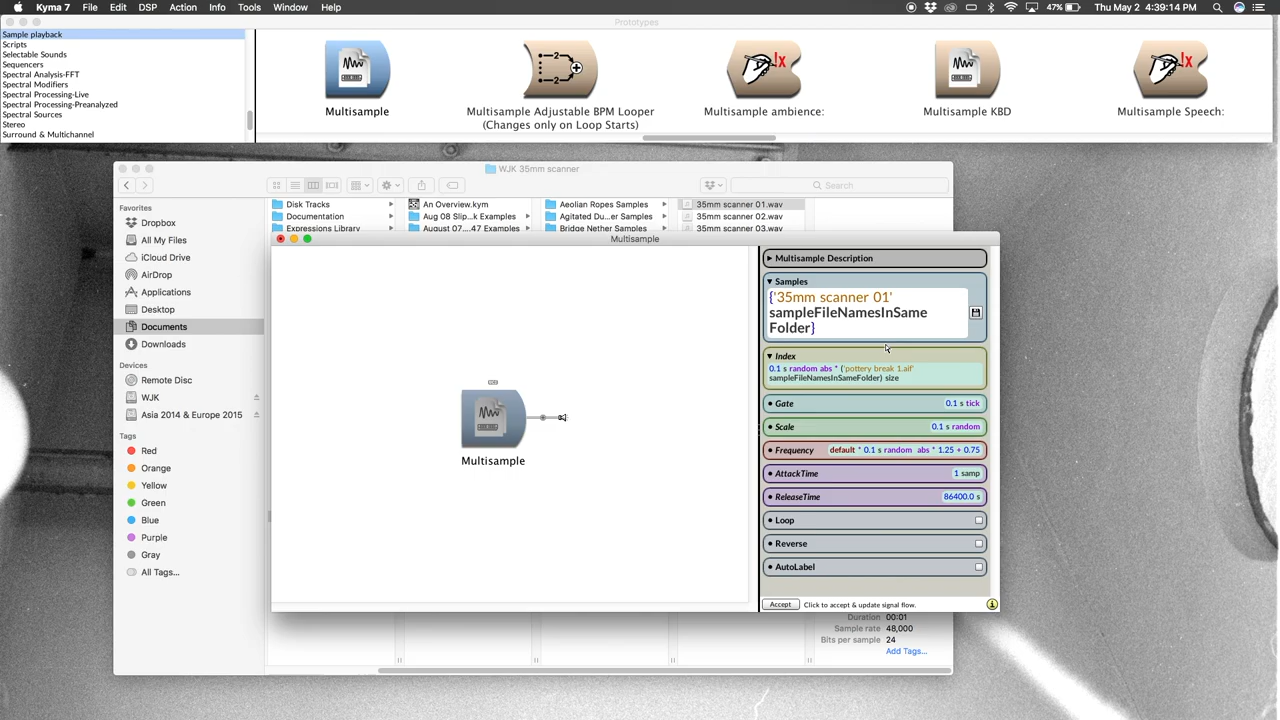 Kyma 7 File Edit DSP Action Info Tools Window Help
47% Thu May 2 4:39:14 PM
Prototypes
Sample playback
Scripts
Selectable Sounds
Sequencers
Spectral Analysis-FFT
Spectral Modifiers
Spectral Processing-Live
Spectral Processing-Preanalyzed
Spectral Sources
Stereo
Surround & Multichannel
Multisample
Multisample Adjustable BPM Looper
(Changes only on Loop Starts)
Multisample ambience:
Multisample KBD
Multisample Speech:
WJK 35mm scanner
Search
Favorites
Dropbox
All My Files
iCloud Drive
AirDrop
Applications
Desktop
Documents
Downloads
Devices
Remote Disc
WJK
Asia 2014 & Europe 2015
Tags
Red
Orange
Yellow
Green
Blue
Purple
Gray
All Tags...
Disk Tracks
Documentation
Expressions Library
An Overview.kym
Aug 08 Slip...k Examples
August 07....47 Examples
Aeolian Ropes Samples
Agitated Du...er Samples
Bridge Nether Samples
35mm scanner 01.wav
35mm scanner 02.wav
35mm scanner 03.wav
Multisample
Multisample
Multisample Description
Samples
{'35mm scanner 01'
sampleFileNamesInSame
Folder}
Index
0.1 s random abs * ('pottery break 1.aif'
sampleFileNamesInSameFolder) size
Gate 0.1 s tick
Scale 0.1 s random
Frequency default * 0.1 s random abs * 1.25 + 0.75
AttackTime 1 samp
ReleaseTime 86400.0 s
Loop
Reverse
AutoLabel
Accept Click to accept & update signal flow.
Duration 00:01
Sample rate 48,000
Bits per sample 24
Add Tags...